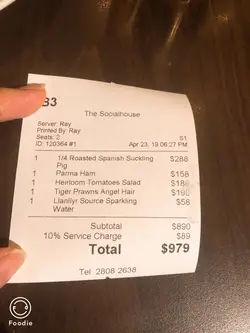 B3
The Socialhouse
Server: Ray
Printed By: Ray
Seats: 2 S1
ID: 120364 #1 Apr 23, 19 06:27 PM
1 1/4 Roasted Spanish Suckling Pig $288
1 Parma Ham $158
1 Heirloom Tomatoes Salad $188
1 Tiger Prawns Angel Hair $198
1 Llanllyr Source Sparkling Water $58
Subtotal $890
10% Service Charge $89
Total $979
Tel 2808 2638
Foodie